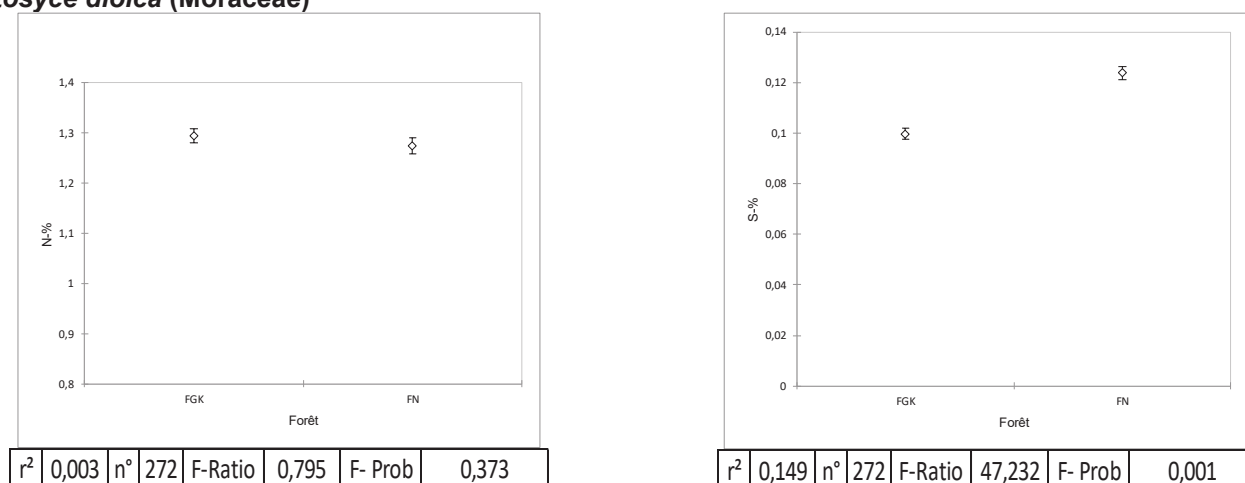 dioica (Moraceae)
1,4
1,3
1,2
1,1
1
0,9
0,8
N-%
FGK FN
Forêt
r² 0,003 n° 272 F-Ratio 0,795 F- Prob 0,373
0,14
0,12
0,1
0,08
0,06
0,04
0,02
0
S-%
FGK FN
Forêt
r² 0,149 n° 272 F-Ratio 47,232 F- Prob 0,001